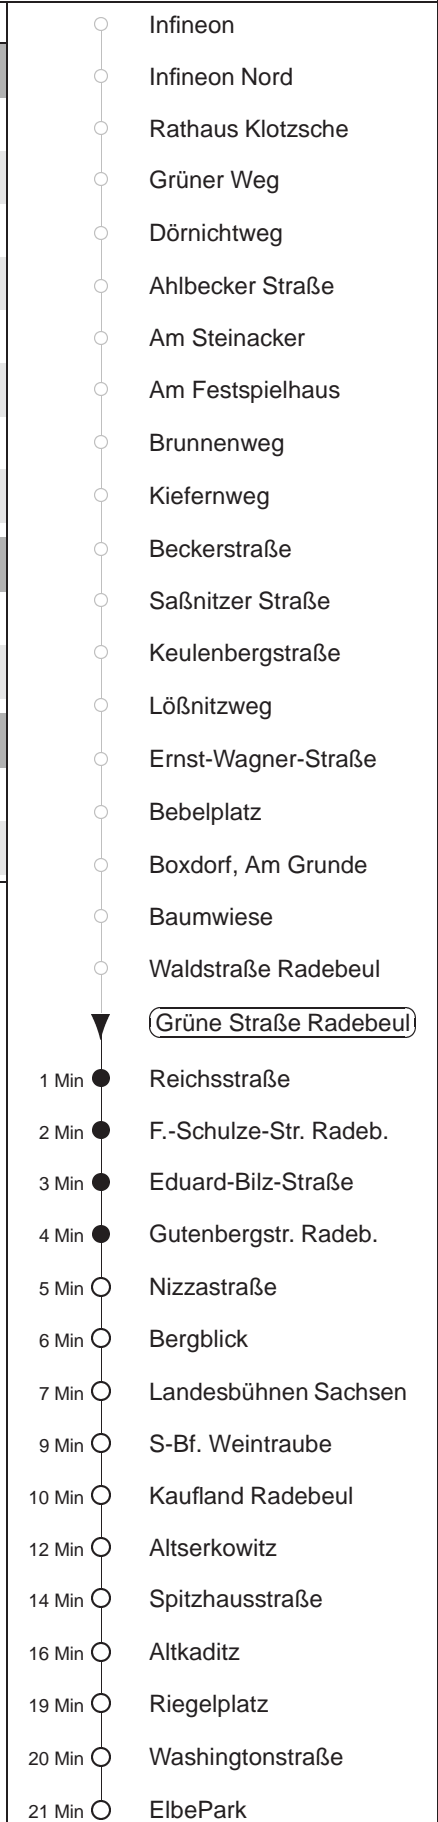 Infineon
Infineon Nord
Rathaus Klotzsche
Grüner Weg
Dörnichtweg
Ahlbecker Straße
Am Steinacker
Am Festspielhaus
Brunnenweg
Kiefernweg
Beckerstraße
Saßnitzer Straße
Keulenbergstraße
Lößnitzweg
Ernst-Wagner-Straße
Bebelplatz
Boxdorf, Am Grunde
Baumwiese
Waldstraße Radebeul
Grüne Straße Radebeul
1 Min Reichsstraße
2 Min F.-Schulze-Str. Radeb.
3 Min Eduard-Bilz-Straße
4 Min Gutenbergstr. Radeb.
5 Min Nizzastraße
6 Min Bergblick
7 Min Landesbühnen Sachsen
9 Min S-Bf. Weintraube
10 Min Kaufland Radebeul
12 Min Altserkowitz
14 Min Spitzhausstraße
16 Min Altkaditz
19 Min Riegelplatz
20 Min Washingtonstraße
21 Min ElbePark